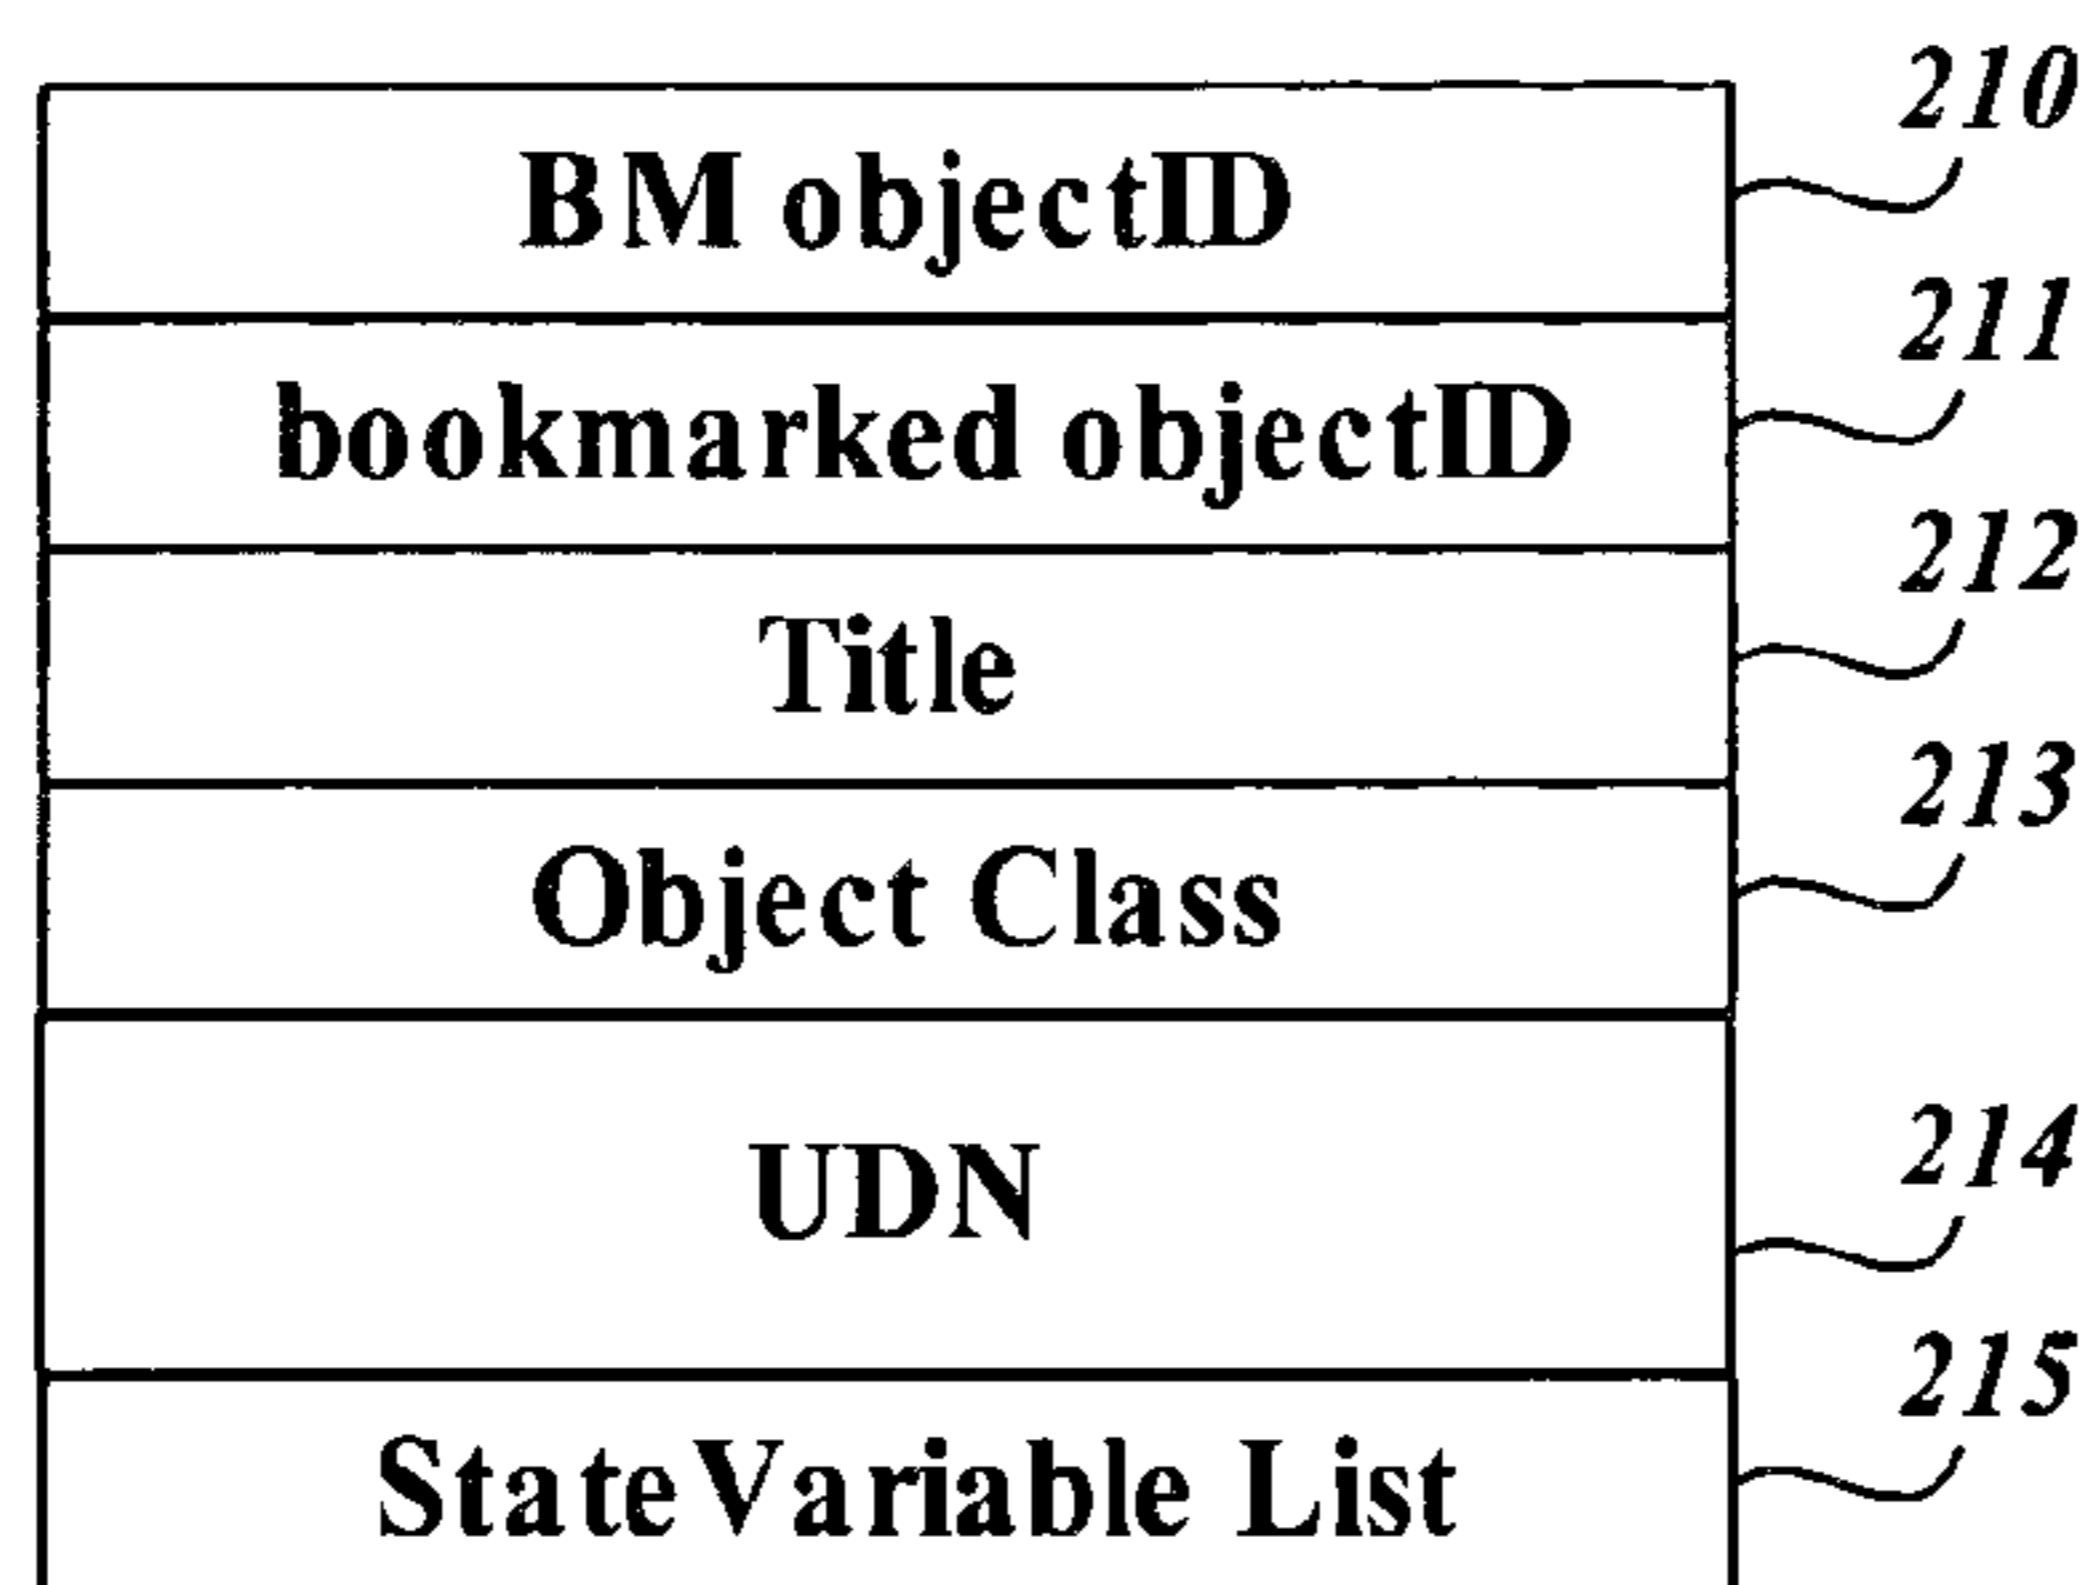 210
BM objectID
211
bookmarked objectID
212
Title
213
Object Class
214
UDN
215
StateVariable List